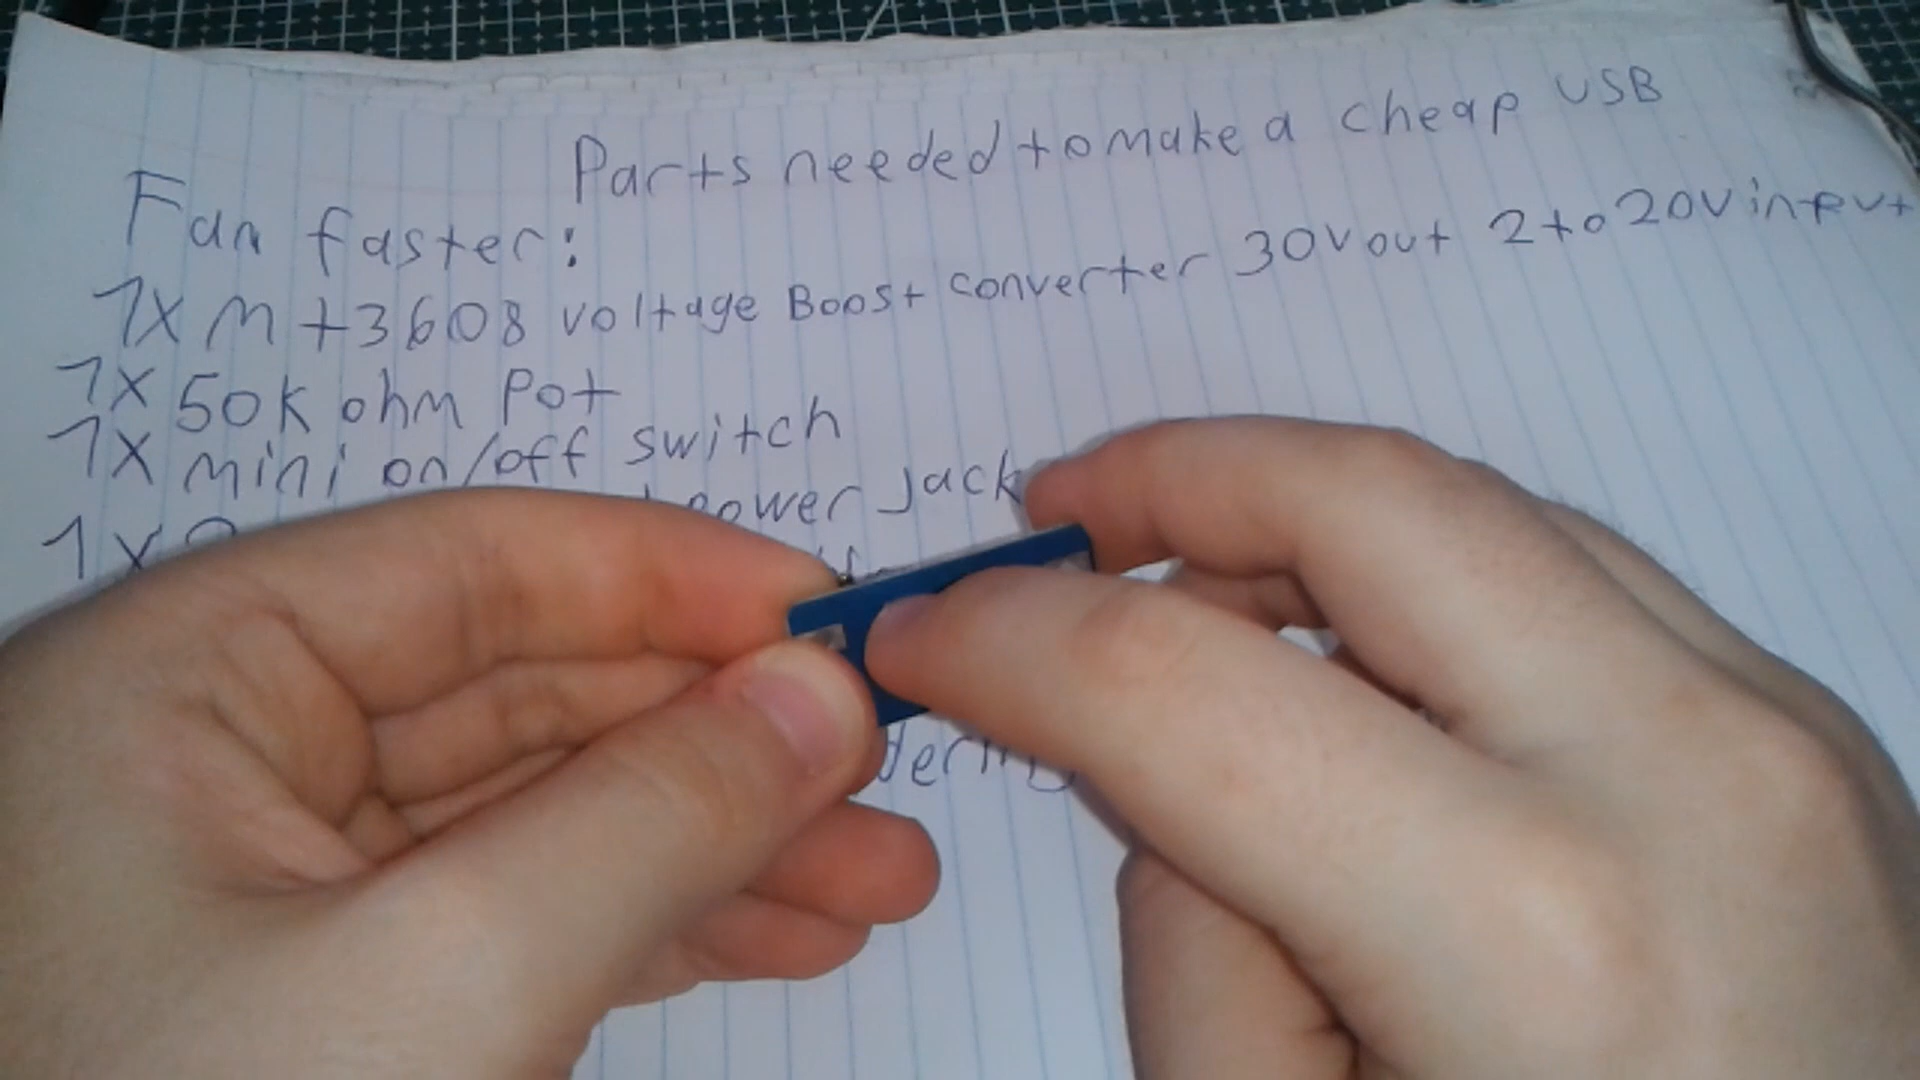 Parts needed to make a cheap USB
Fan faster:
1X mt3608 voltage Boost converter 30V out 2 to 20V input
1X 50K ohm Pot
1X mini on/off switch
1X power Jack